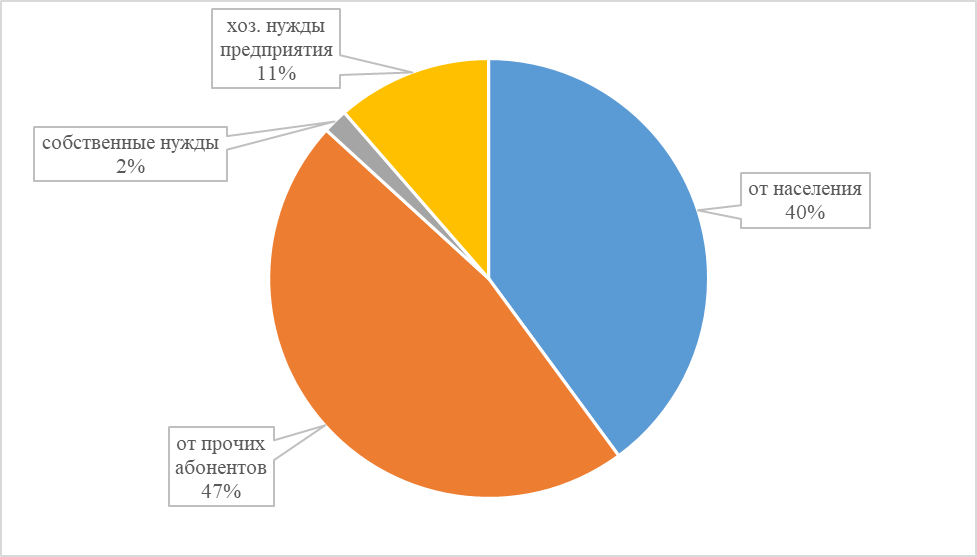 хоз. нужды
предприятия
11%
собственные нужды
2%
от населения
40%
от прочих
абонентов
47%